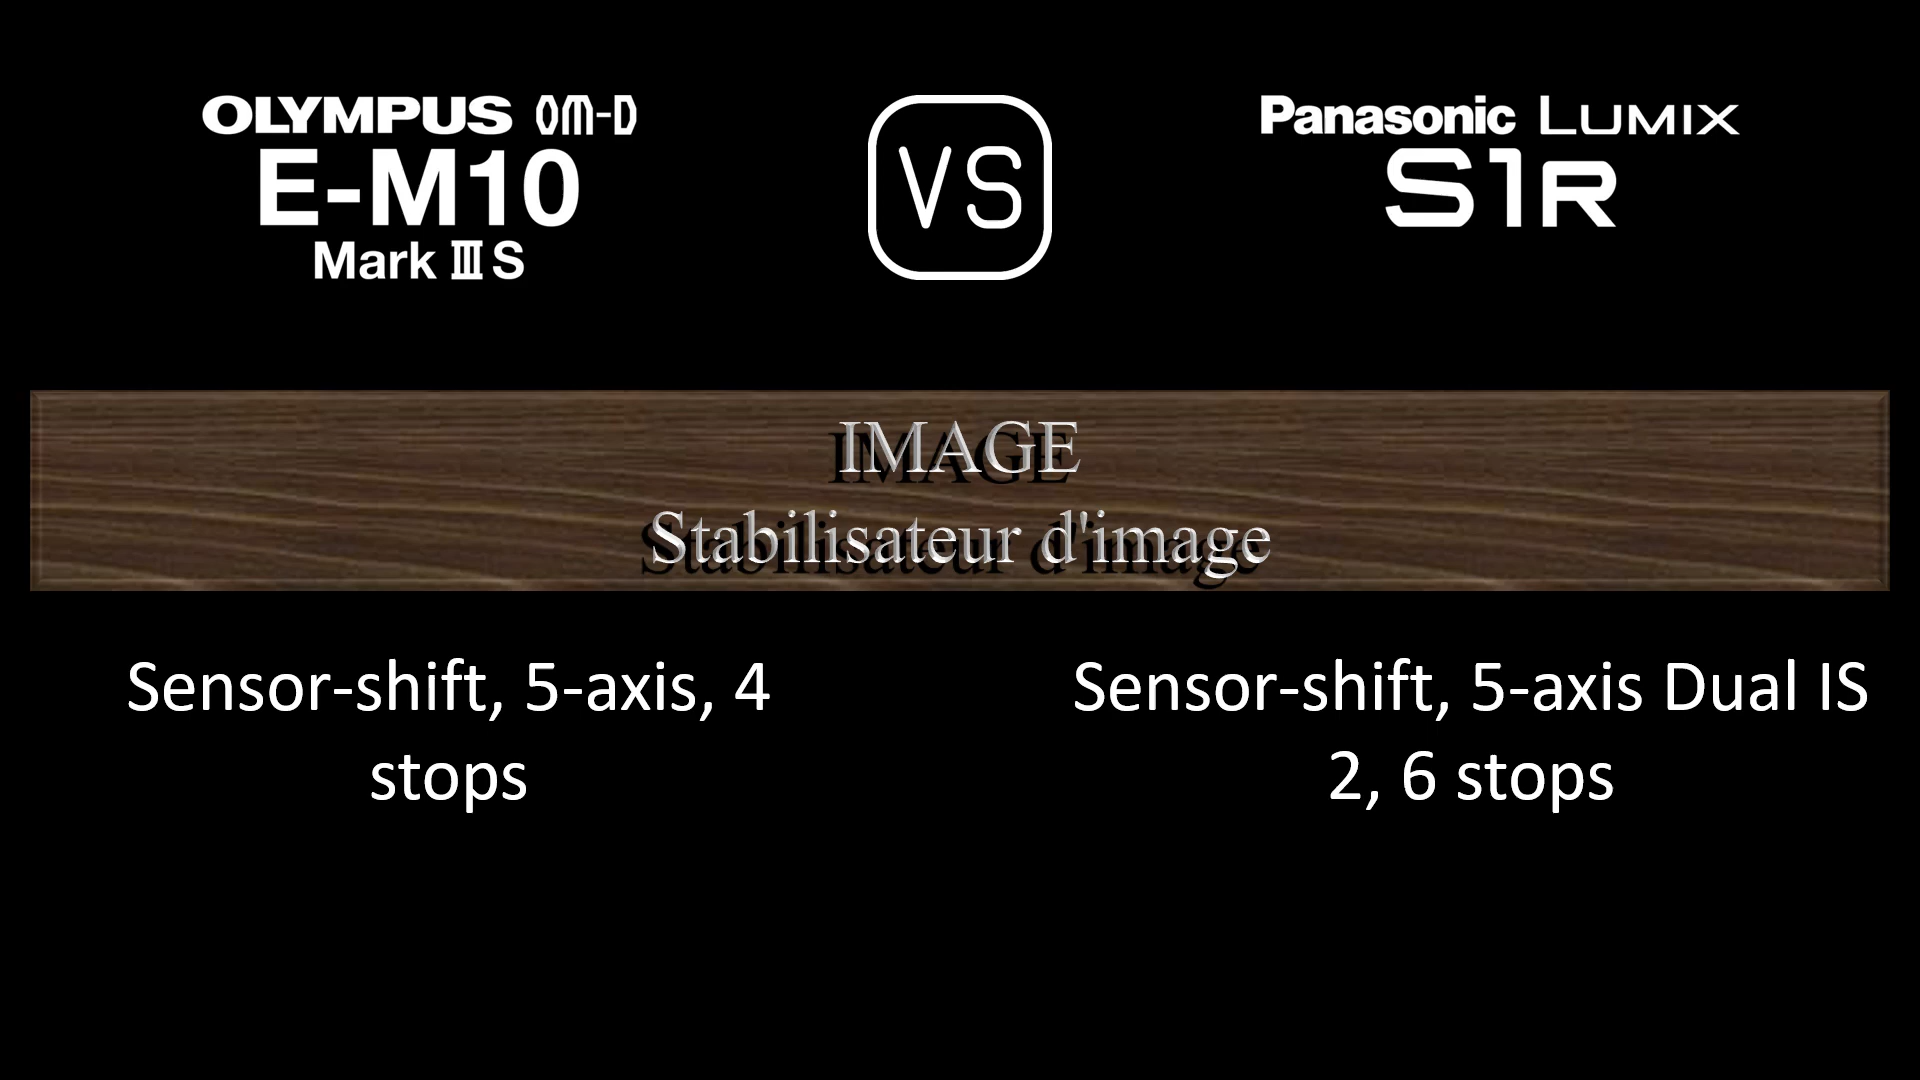 OLYMPUS OM-D
E-M10
Mark III S
VS
Panasonic LUMIX
S1R
IMAGE
Stabilisateur d'image
Sensor-shift, 5-axis, 4
stops
Sensor-shift, 5-axis Dual IS
2, 6 stops